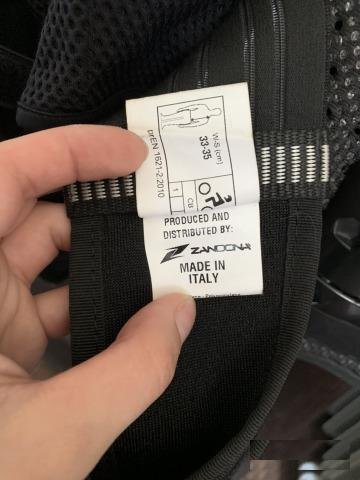 prEN 1621-2:2010
W-S (cm)
33-35
1
CB
PRODUCED AND
DISTRIBUTED BY:
ZANDONA
MADE IN
ITALY